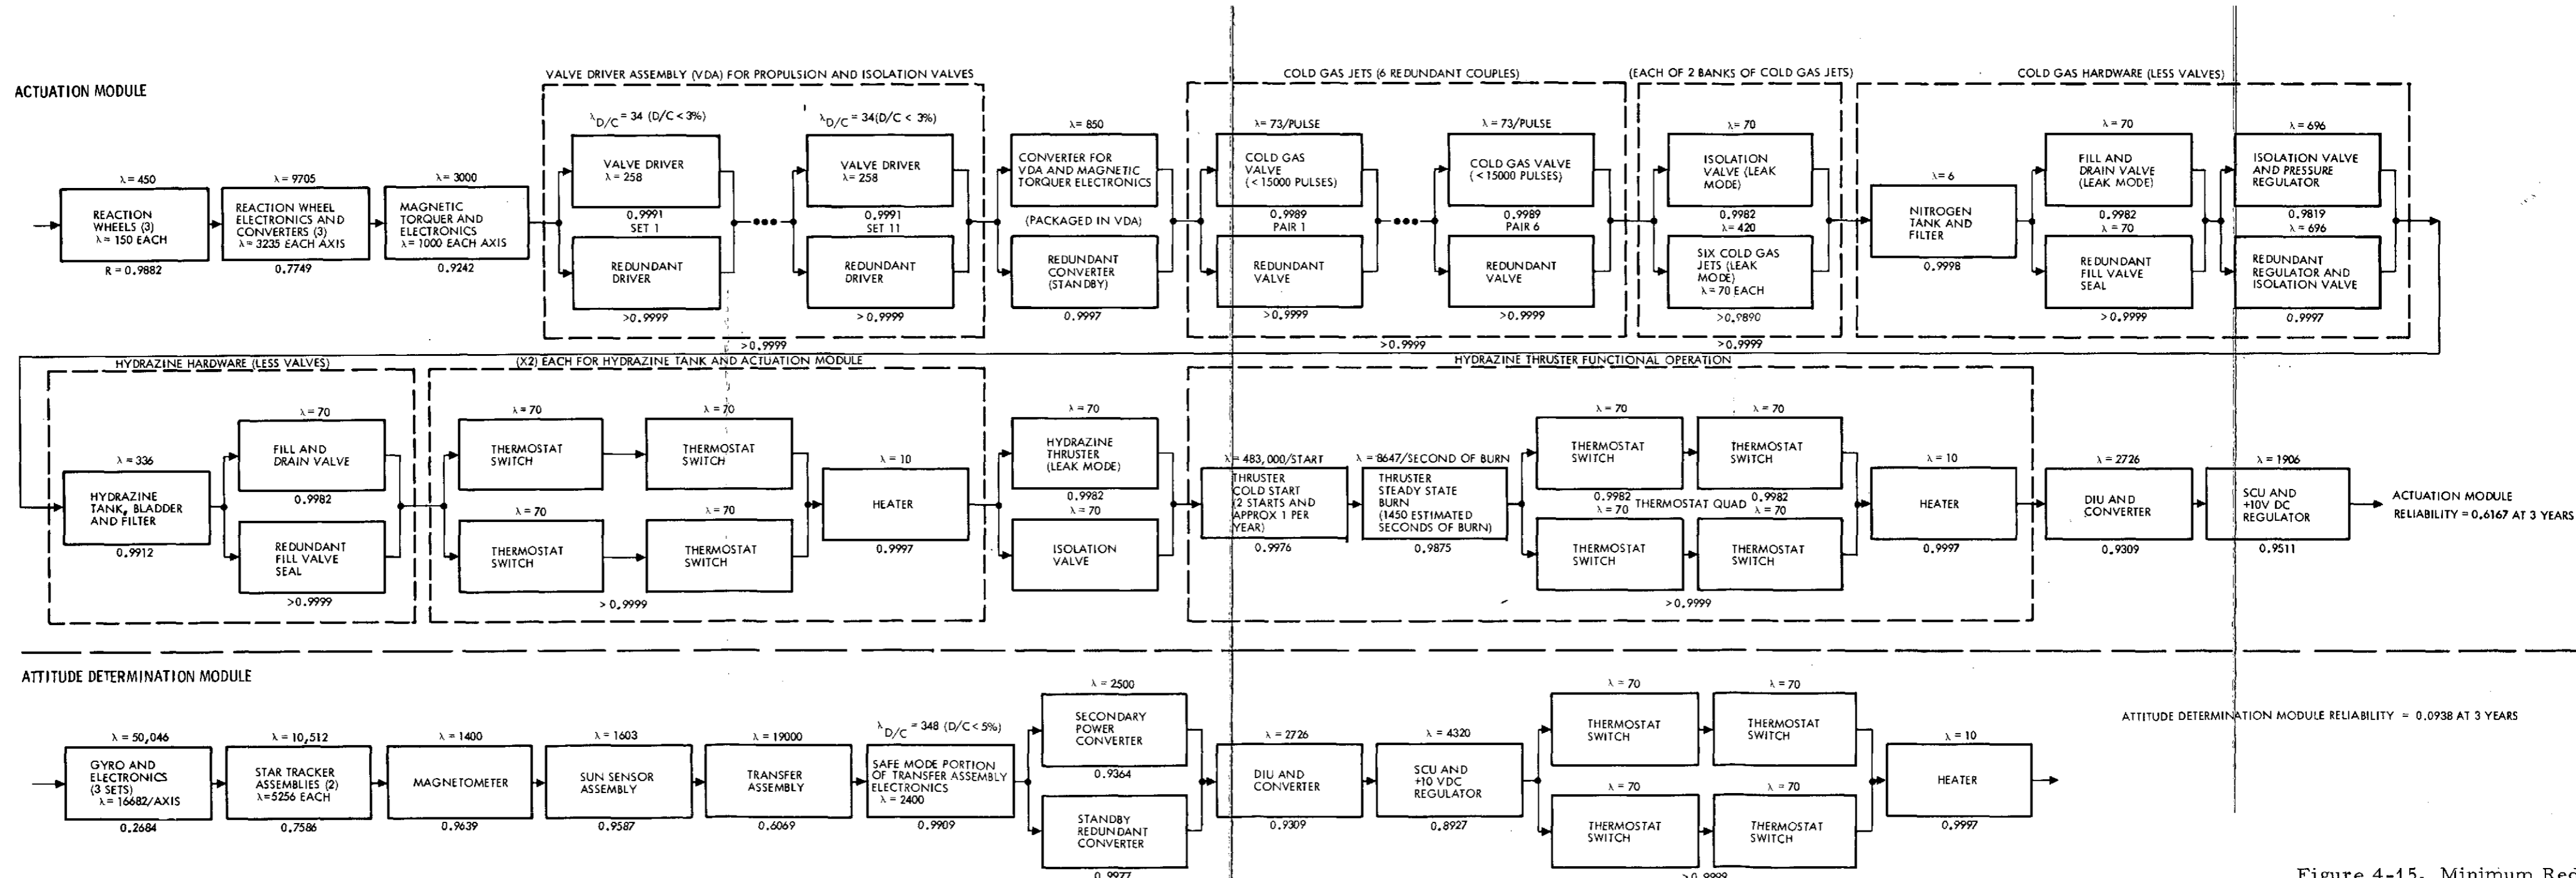 ACTUATION MODULE
VALVE DRIVER ASSEMBLY (VDA) FOR PROPULSION AND ISOLATION VALVES
COLD GAS JETS (6 REDUNDANT COUPLES)
(EACH OF 2 BANKS OF COLD GAS JETS)
COLD GAS HARDWARE (LESS VALVES)
λ = 450
REACTION
WHEELS (3)
λ = 150 EACH
R = 0.9882
λ = 9705
REACTION WHEEL
ELECTRONICS AND
CONVERTERS (3)
λ = 3235 EACH AXIS
0.7749
λ = 3000
MAGNETIC
TORQUER AND
ELECTRONICS
λ = 1000 EACH AXIS
0.9242
λD/C = 34 (D/C < 3%)
VALVE DRIVER
λ = 258
0.9991
SET 1
REDUNDANT
DRIVER
>0.9999
λD/C = 34(D/C < 3%)
VALVE DRIVER
λ = 258
0.9991
SET 11
REDUNDANT
DRIVER
>0.9999
>0.9999
λ= 850
CONVERTER FOR
VDA AND MAGNETIC
TORQUER ELECTRONICS
(PACKAGED IN VDA)
REDUNDANT
CONVERTER
(STANDBY)
0.9997
λ= 73/PULSE
COLD GAS
VALVE
(<15000 PULSES)
0.9989
PAIR 1
REDUNDANT
VALVE
>0.9999
λ = 73/PULSE
COLD GAS VALVE
(<15000 PULSES)
0.9989
PAIR 6
REDUNDANT
VALVE
>0.9999
>0.9999
λ= 70
ISOLATION
VALVE (LEAK
MODE)
0.9982
λ= 420
SIX COLD GAS
JETS (LEAK
MODE)
λ = 70 EACH
>0.9890
>0.9999
λ=6
NITROGEN
TANK AND
FILTER
0.9998
λ = 70
FILL AND
DRAIN VALVE
(LEAK MODE)
0.9982
λ = 70
REDUNDANT
FILL VALVE
SEAL
>0.9999
λ = 696
ISOLATION VALVE
AND PRESSURE
REGULATOR
0.9819
λ = 696
REDUNDANT
REGULATOR AND
ISOLATION VALVE
0.9997
HYDRAZINE HARDWARE (LESS VALVES)
(X2) EACH FOR HYDRAZINE TANK AND ACTUATION MODULE
HYDRAZINE THRUSTER FUNCTIONAL OPERATION
λ = 336
HYDRAZINE
TANK, BLADDER
AND FILTER
0.9912
λ = 70
FILL AND
DRAIN VALVE
0.9982
REDUNDANT
FILL VALVE
SEAL
>0.9999
λ = 70
THERMOSTAT
SWITCH
λ = 70
THERMOSTAT
SWITCH
λ = 70
THERMOSTAT
SWITCH
λ = 70
THERMOSTAT
SWITCH
>0.9999
λ = 10
HEATER
0.9997
λ = 70
HYDRAZINE
THRUSTER
(LEAK MODE)
0.9982
λ = 70
ISOLATION
VALVE
λ = 483,000/START
THRUSTER
COLD START
(2 STARTS AND
APPROX 1 PER
YEAR)
0.9976
λ = 8647/SECOND OF BURN
THRUSTER
STEADY STATE
BURN
(1450 ESTIMATED
SECONDS OF BURN)
0.9875
λ = 70
THERMOSTAT
SWITCH
0.9982
λ = 70
THERMOSTAT
SWITCH
0.9982
THERMOSTAT QUAD
λ = 70
THERMOSTAT
SWITCH
λ = 70
THERMOSTAT
SWITCH
>0.9999
λ = 10
HEATER
0.9997
λ = 2726
DIU AND
CONVERTER
0.9309
λ = 1906
SCU AND
+10V DC
REGULATOR
0.9511
ACTUATION MODULE
RELIABILITY = 0.6167 AT 3 YEARS
ATTITUDE DETERMINATION MODULE
λ = 50,046
GYRO AND
ELECTRONICS
(3 SETS)
λ = 16682/AXIS
0.2684
λ = 10,512
STAR TRACKER
ASSEMBLIES (2)
λ=5256 EACH
0.7586
λ = 1400
MAGNETOMETER
0.9639
λ = 1603
SUN SENSOR
ASSEMBLY
0.9587
λ = 19000
TRANSFER
ASSEMBLY
0.6069
λD/C = 348 (D/C < 5%)
SAFE MODE PORTION
OF TRANSFER ASSEMBLY
ELECTRONICS
λ = 2400
0.9909
λ = 2500
SECONDARY
POWER
CONVERTER
0.9364
STANDBY
REDUNDANT
CONVERTER
0.9977
λ = 2726
DIU AND
CONVERTER
0.9309
λ = 4320
SCU AND
+10 VDC
REGULATOR
0.8927
λ = 70
THERMOSTAT
SWITCH
λ = 70
THERMOSTAT
SWITCH
λ = 70
THERMOSTAT
SWITCH
λ = 70
THERMOSTAT
SWITCH
>0.9999
λ = 10
HEATER
0.9997
ATTITUDE DETERMINATION MODULE RELIABILITY = 0.0938 AT 3 YEARS
Figure 4-15. Minimum Red